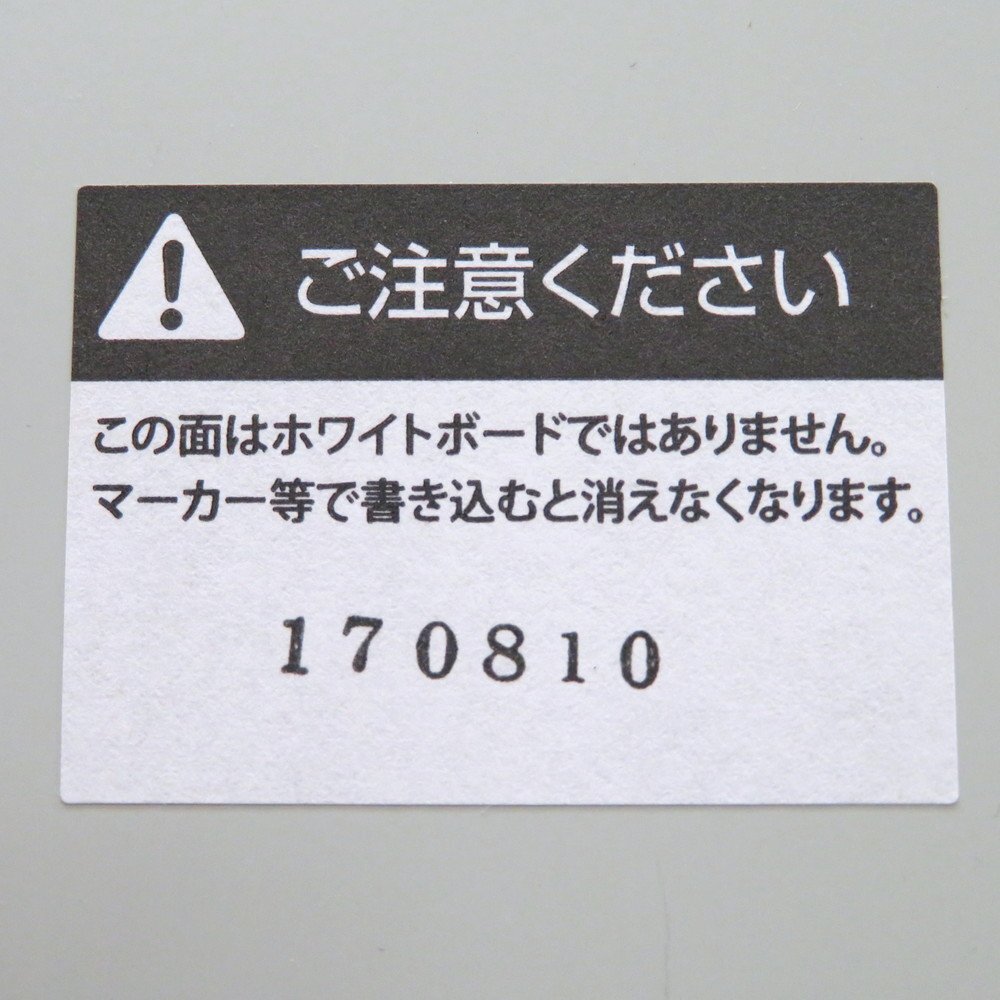 ご注意ください
この面はホワイトボードではありません。
マーカー等で書き込むと消えなくなります。
170810